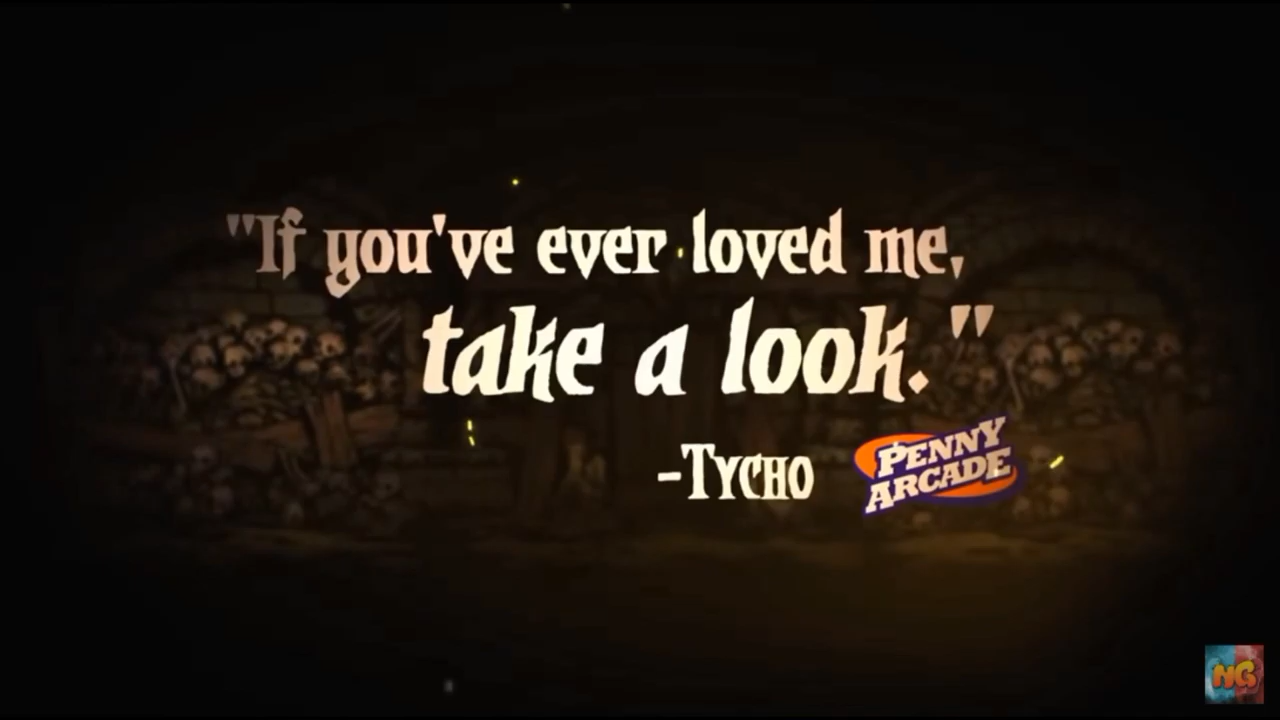 "If you've ever loved me,
take a look."
-Tycho
PENNY
ARCADE
NG